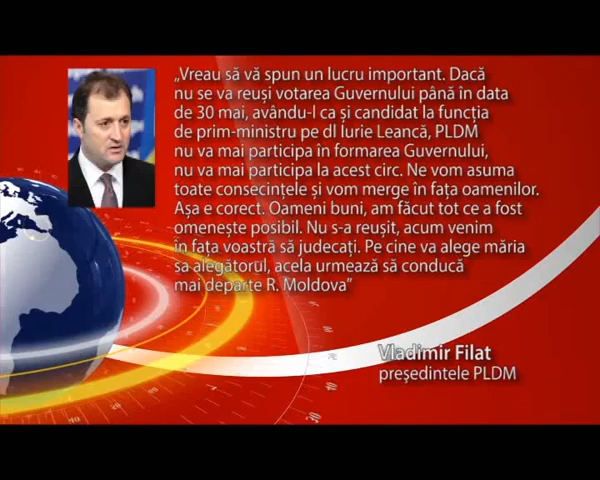 „Vreau să vă spun un lucru important. Dacă
nu se va reuși votarea Guvernului până în data
de 30 mai, avându-l ca și candidat la funcția
de prim-ministru pe dl Iurie Leancă, PLDM
nu va mai participa în formarea Guvernului,
nu va mai participa la acest circ. Ne vom asuma
toate consecințele și vom merge în fața oamenilor.
Așa e corect. Oameni buni, am făcut tot ce a fost
omenește posibil. Nu s-a reușit, acum venim
în fața voastră să judecați. Pe cine va alege măria
sa alegătorul, acela urmează să conducă
mai departe R. Moldova”
Vladimir Filat
președintele PLDM